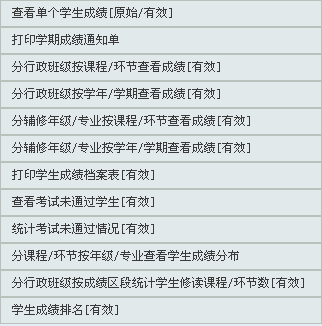 查看单个学生成绩[原始/有效]
打印学期成绩通知单
分行政班级按课程/环节查看成绩[有效]
分行政班级按学年/学期查看成绩[有效]
分辅修年级/专业按课程/环节查看成绩[有效]
分辅修年级/专业按学年/学期查看成绩[有效]
打印学生成绩档案表[有效]
查看考试未通过学生[有效]
统计考试未通过情况[有效]
分课程/环节按年级/专业查看学生成绩分布
分行政班级按成绩区段统计学生修读课程/环节数[有效]
学生成绩排名[有效]